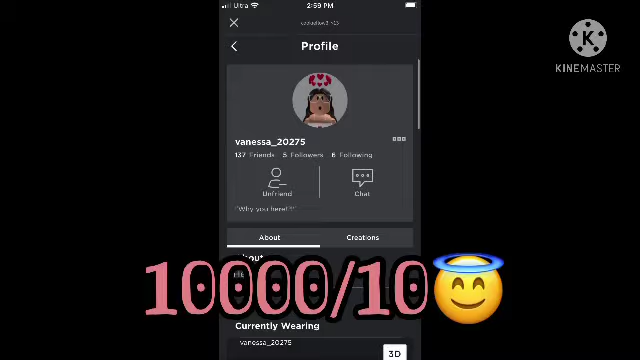 Ultra
2:59 PM
Profile
KINEMASTER
vanessa_20275
137 Friends 5 Followers 6 Following
Unfriend
Chat
"Why you here!?"
About
Creations
10000/10
Currently Wearing
vanessa_20275
3D